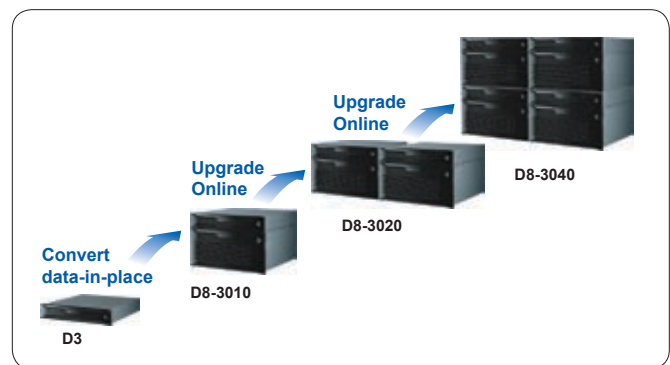 Upgrade
Online
D8-3040
Upgrade
Online
D8-3020
Convert
data-in-place
D8-3010
D3